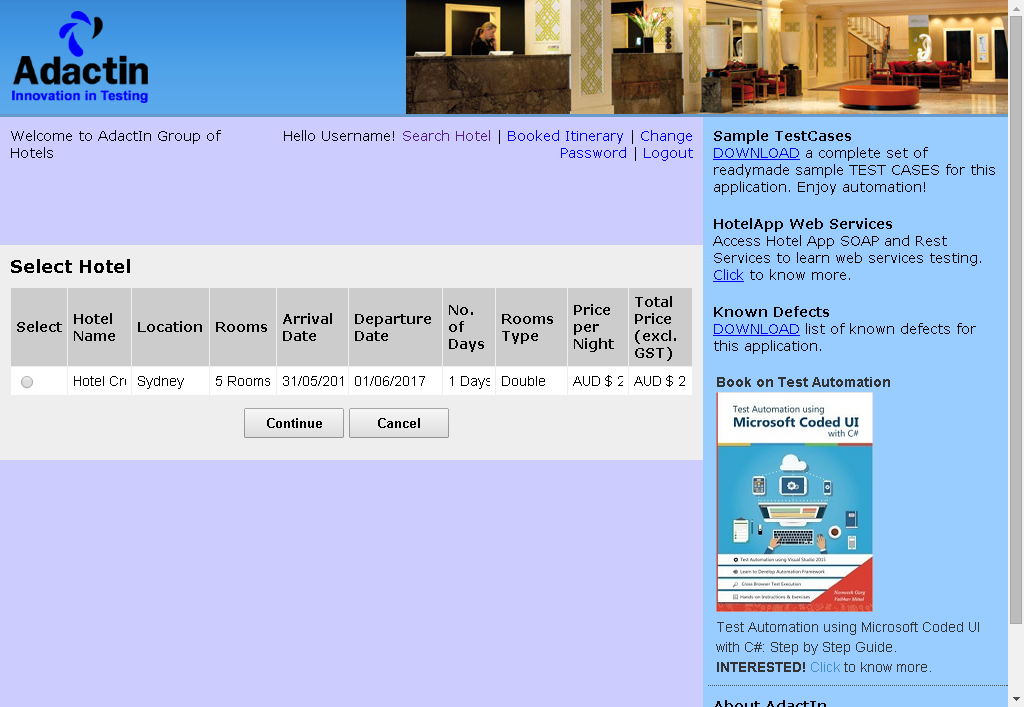 Adactin
Innovation in Testing
Welcome to AdactIn Group of
Hotels
Hello Username! Search Hotel | Booked Itinerary | Change
Password | Logout
Select Hotel
Select
Hotel
Name
Location
Rooms
Arrival
Date
Departure
Date
No.
of
Days
Rooms
Type
Price
per
Night
Total
Price
(excl.
GST)
Hotel Cre
Sydney
5 Rooms
31/05/201
01/06/2017
1 Days
Double
AUD $ 2
AUD $ 2
Continue
Cancel
Sample TestCases
DOWNLOAD a complete set of
readymade sample TEST CASES for this
application. Enjoy automation!
HotelApp Web Services
Access Hotel App SOAP and Rest
Services to learn web services testing.
Click to know more.
Known Defects
DOWNLOAD list of known defects for
this application.
Book on Test Automation
Test Automation using
Microsoft Coded UI
with C#
Test Automation using Visual Studio 2015
Learn to Develop Automation Framework
Cross Browser Test Execution
Hands-on Instructions & Exercises
Navneesh Garg
Test Automation using Microsoft Coded UI
with C#: Step by Step Guide.
INTERESTED! Click to know more.
About AdactIn